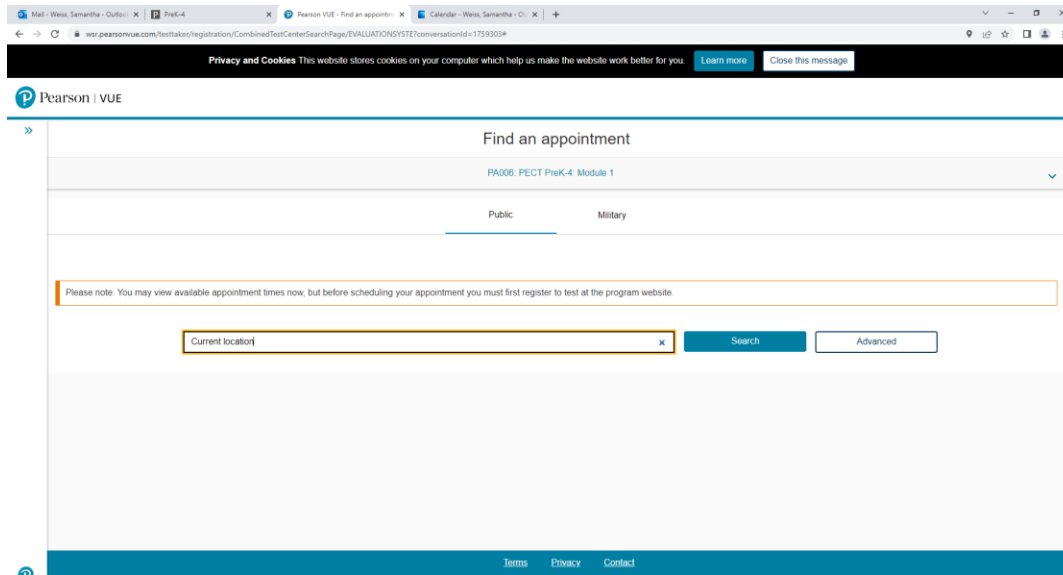 Mail - Weiss, Samantha - Outloo
PreK-4
Pearson VUE - Find an appointm
Calendar - Weiss, Samantha - Ou
wsr.pearsonvue.com/testtaker/registration/CombinedTestCenterSearchPage/EVALUATIONSYSTE?conversationId=1759303#
Privacy and Cookies This website stores cookies on your computer which help us make the website work better for you. Learn more Close this message
Pearson | VUE
Find an appointment
PA006: PECT PreK-4: Module 1
Public Military
Please note: You may view available appointment times now, but before scheduling your appointment you must first register to test at the program website.
Current location Search Advanced
Terms Privacy Contact